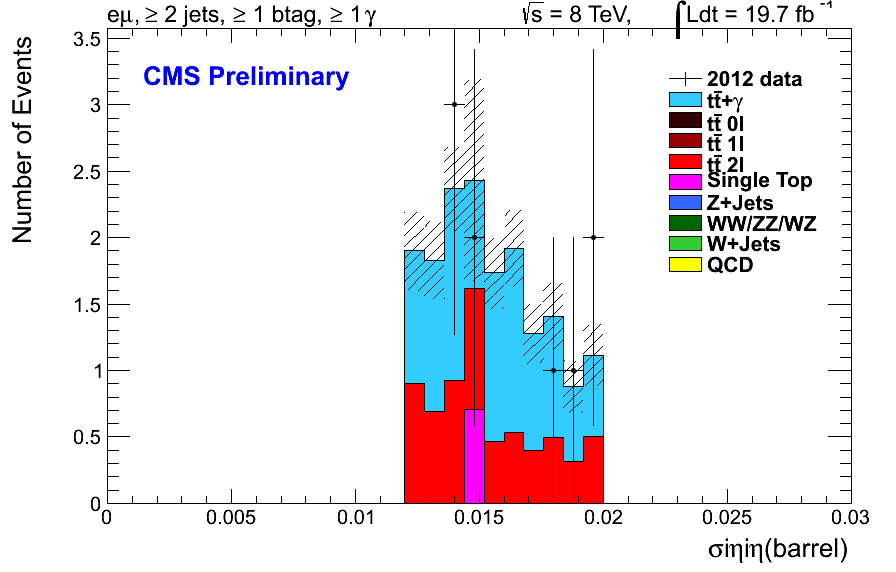 eμ, ≥ 2 jets, ≥ 1 btag, ≥ 1 γ
√s = 8 TeV, ∫Ldt = 19.7 fb⁻¹
Number of Events
CMS Preliminary
2012 data
tt̄+γ
tt̄ 0l
tt̄ 1l
tt̄ 2l
Single Top
Z+Jets
WW/ZZ/WZ
W+Jets
QCD
3.5
3
2.5
2
1.5
1
0.5
0
0 0.005 0.01 0.015 0.02 0.025 0.03
σiηiη(barrel)